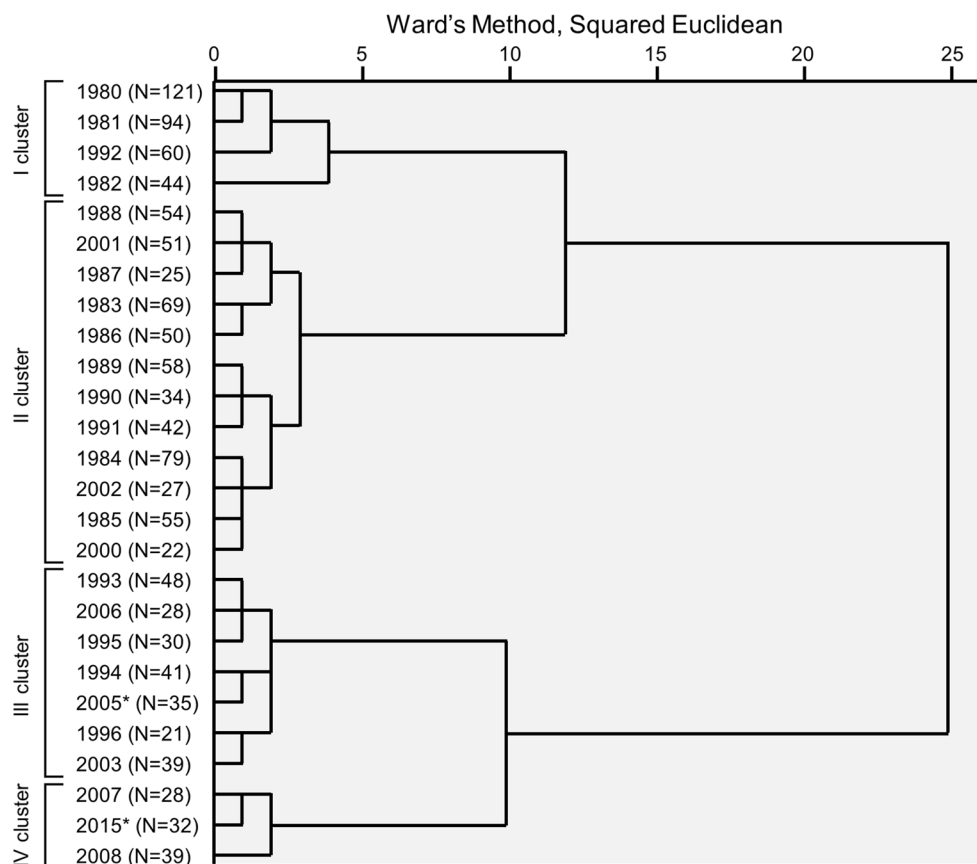 Ward’s Method, Squared Euclidean
0 5 10 15 20 25
I cluster
1980 (N=121)
1981 (N=94)
1992 (N=60)
1982 (N=44)
II cluster
1988 (N=54)
2001 (N=51)
1987 (N=25)
1983 (N=69)
1986 (N=50)
1989 (N=58)
1990 (N=34)
1991 (N=42)
1984 (N=79)
2002 (N=27)
1985 (N=55)
2000 (N=22)
III cluster
1993 (N=48)
2006 (N=28)
1995 (N=30)
1994 (N=41)
2005* (N=35)
1996 (N=21)
2003 (N=39)
IV cluster
2007 (N=28)
2015* (N=32)
2008 (N=39)